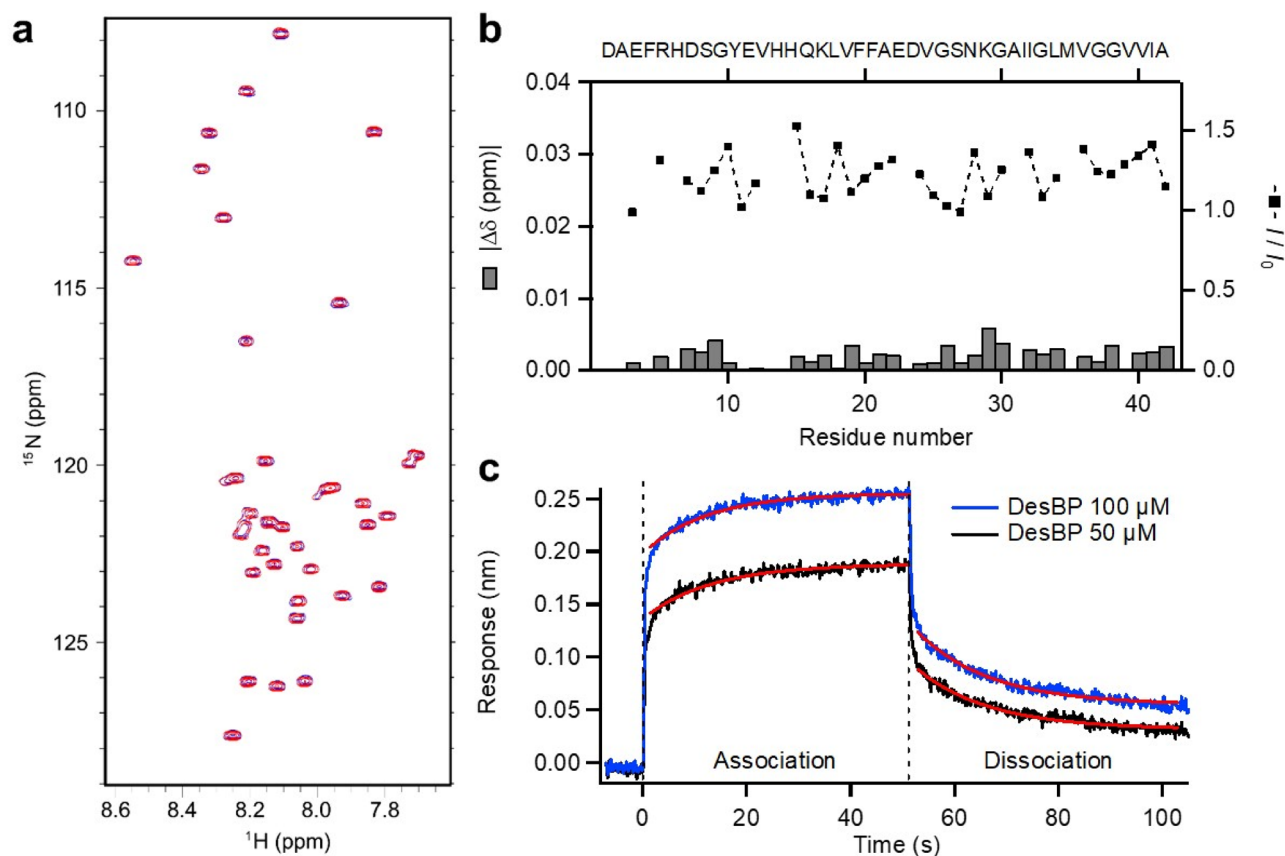 a
110
115
120
125
¹⁵N (ppm)
8.6 8.4 8.2 8.0 7.8
¹H (ppm)
b
DAEFRHDSGYEVHHQKLVFFAEDVGSNKGAIIGLMVGGVVIA
0.04
0.03
0.02
0.01
0.00
|Δδ (ppm)|
1.5
1.0
0.5
0.0
I / I₀
10 20 30 40
Residue number
c
0.25
0.20
0.15
0.10
0.05
0.00
Response (nm)
DesBP 100 µM
DesBP 50 µM
Association Dissociation
0 20 40 60 80 100
Time (s)